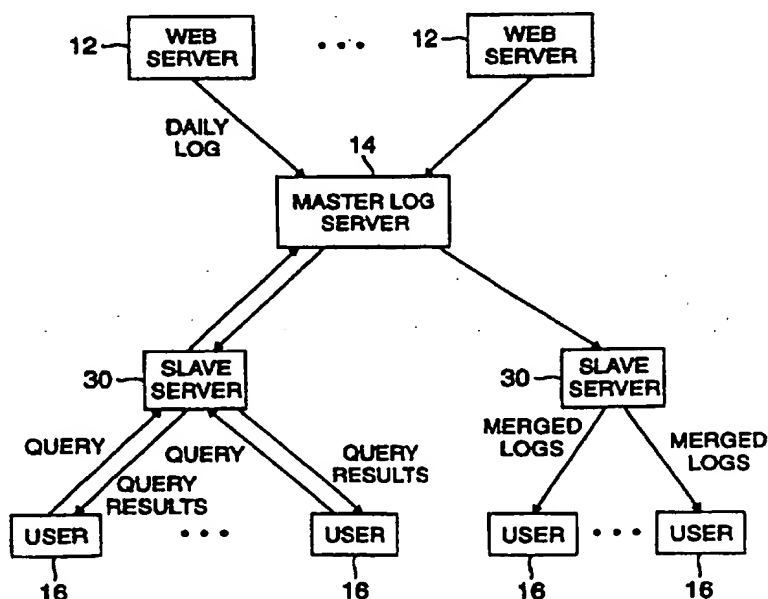 12
WEB
SERVER
• • •
12
WEB
SERVER
DAILY
LOG
14
MASTER LOG
SERVER
30
SLAVE
SERVER
30
SLAVE
SERVER
QUERY
QUERY
RESULTS
QUERY
QUERY
RESULTS
MERGED
LOGS
MERGED
LOGS
USER
• • •
USER
USER
• • •
USER
16
16
16
16